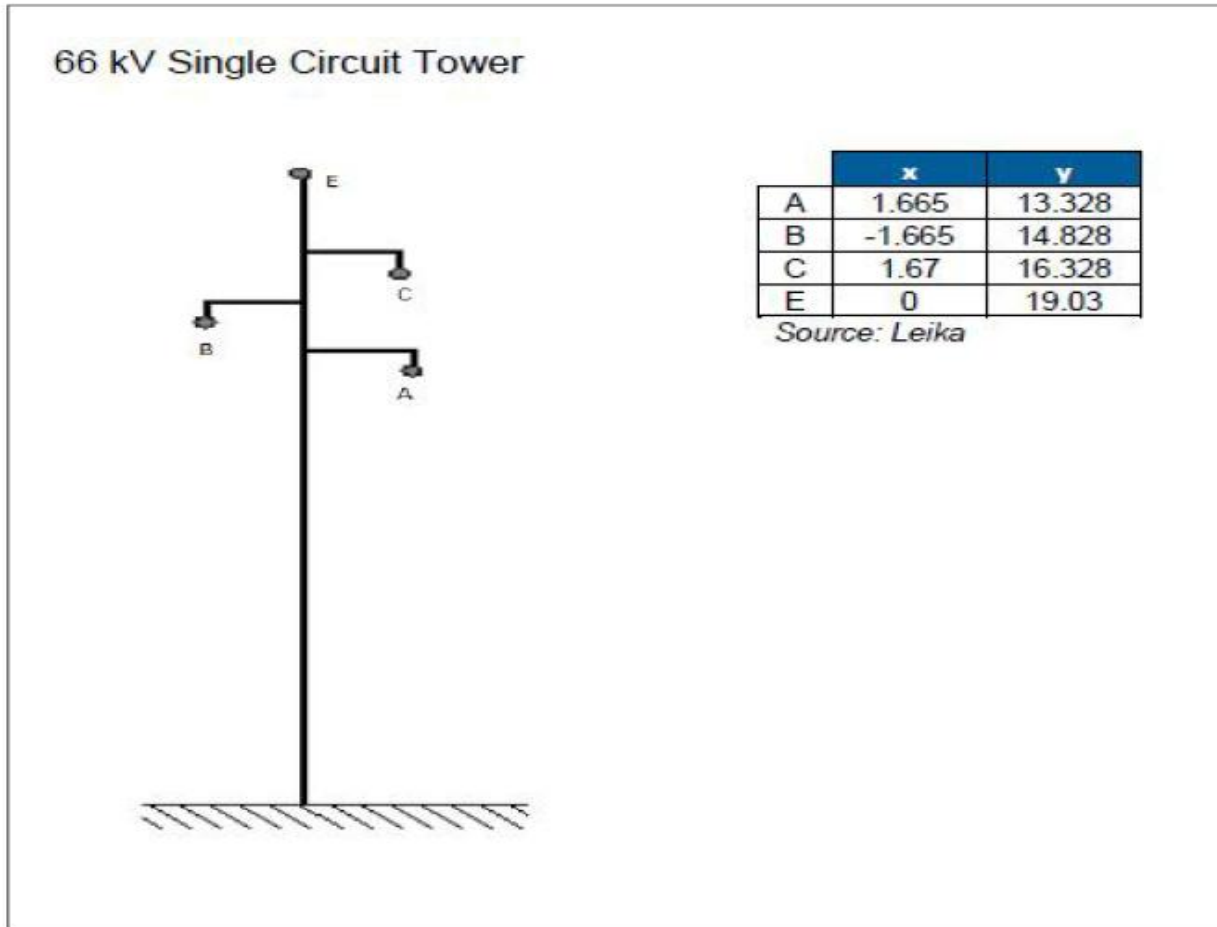 66 kV Single Circuit Tower
E
C
B
A
x y
A 1.665 13.328
B -1.665 14.828
C 1.67 16.328
E 0 19.03
Source: Leika